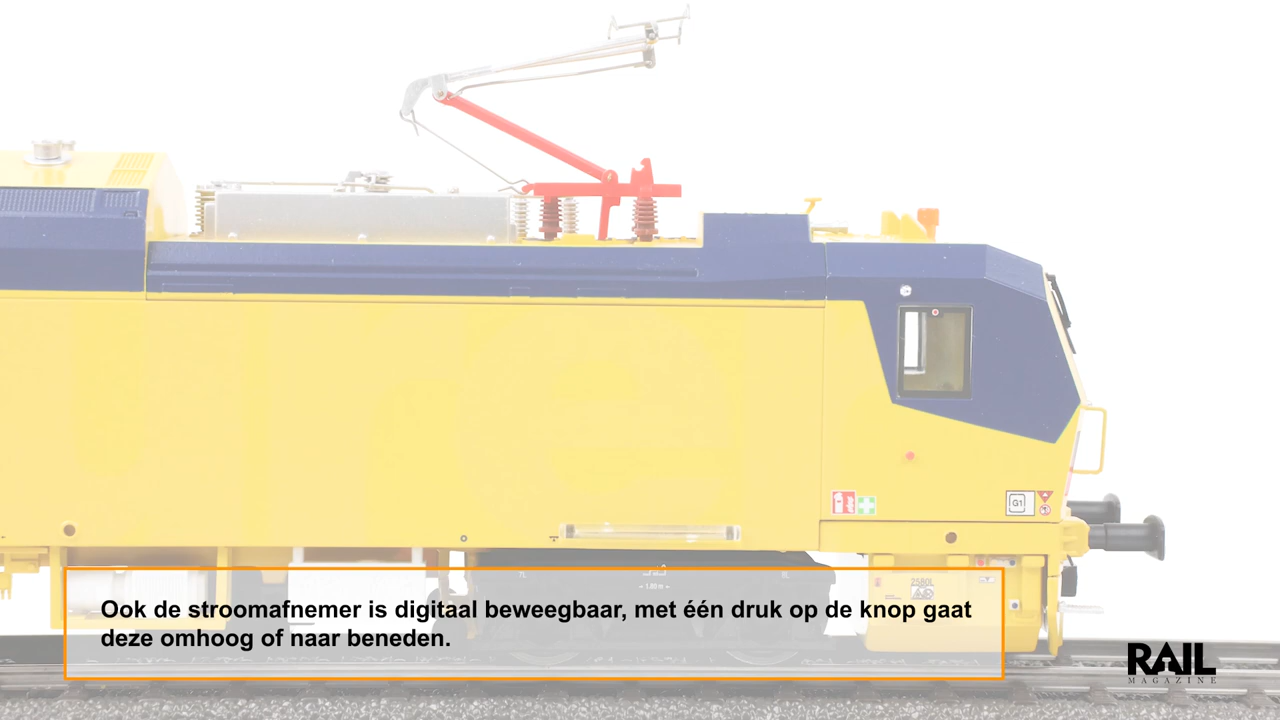 G1
2580L
Ook de stroomafnemer is digitaal beweegbaar, met één druk op de knop gaat
deze omhoog of naar beneden.
RAIL
MAGAZINE